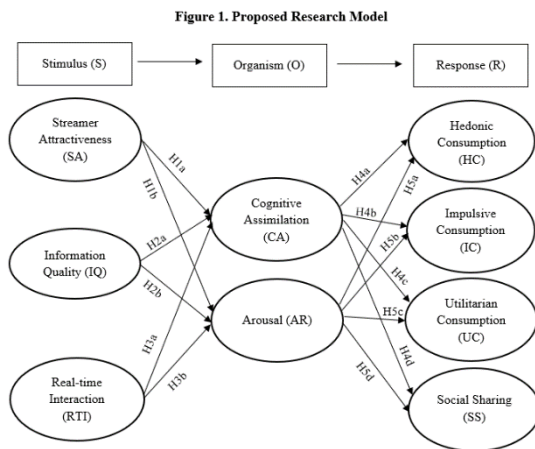 Figure 1. Proposed Research Model
Stimulus (S)
Organism (O)
Response (R)
Streamer
Attractiveness
(SA)
Information
Quality (IQ)
Real-time
Interaction
(RTI)
H1a
H1b
H2a
H2b
H3a
H3b
Cognitive
Assimilation
(CA)
Arousal (AR)
H4a
H5a
H4b
H5b
H4c
H5c
H4d
H5d
Hedonic
Consumption
(HC)
Impulsive
Consumption
(IC)
Utilitarian
Consumption
(UC)
Social Sharing
(SS)